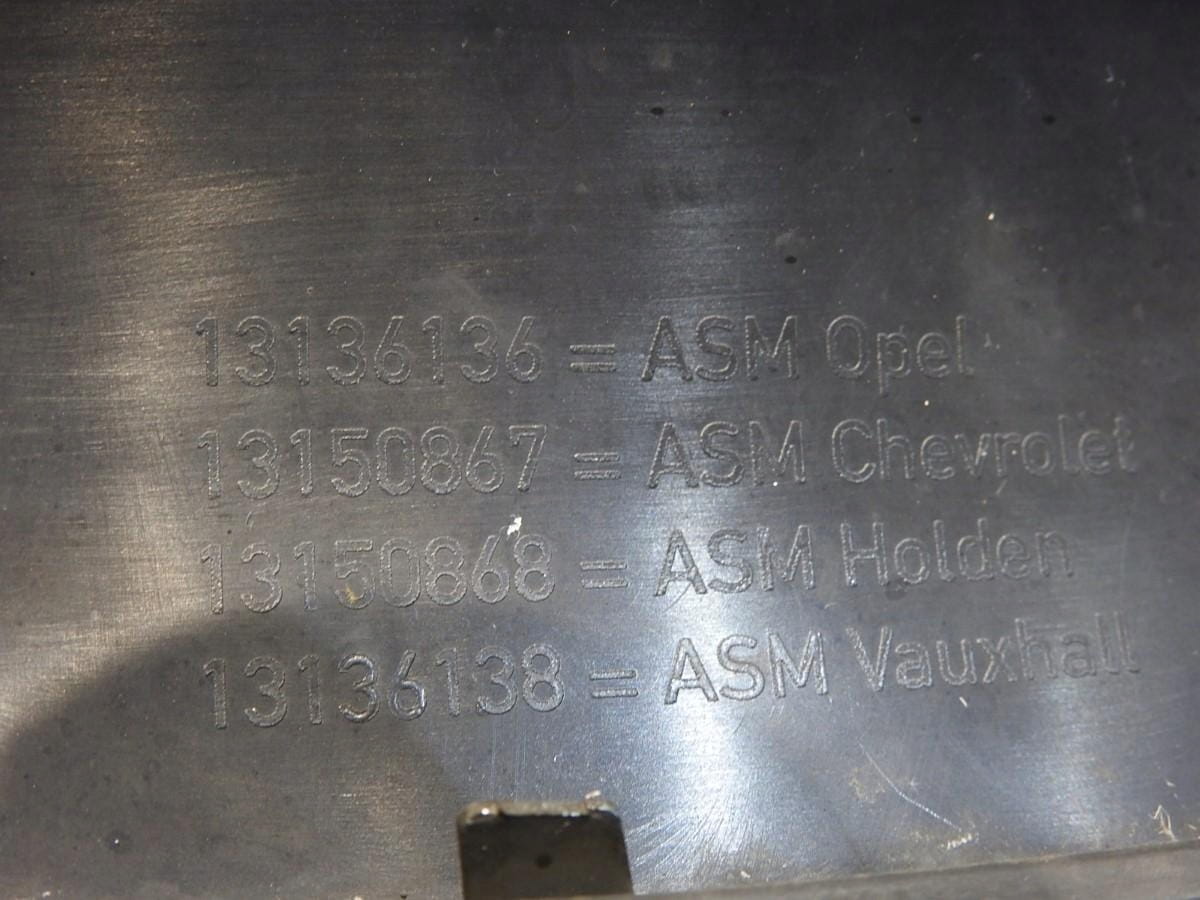 13136136 = ASM Opel
13150867 = ASM Chevrolet
13150868 = ASM Holden
13136138 = ASM Vauxhall